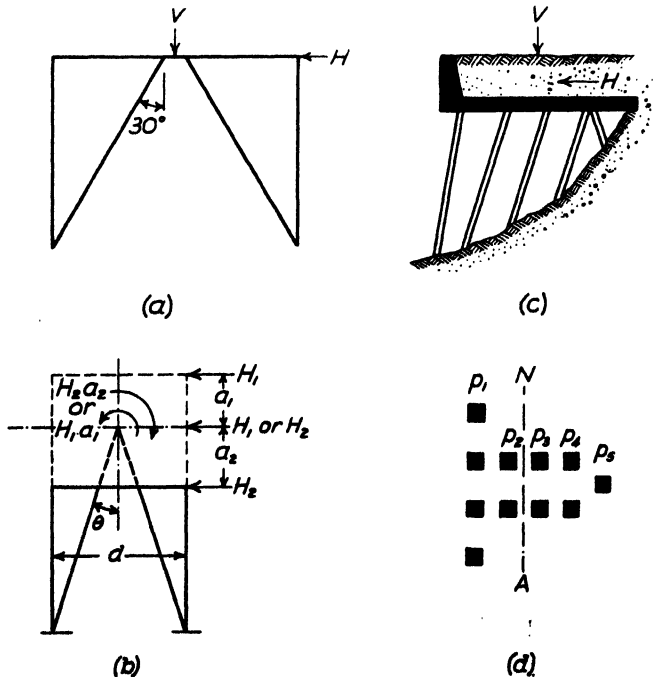 V
H
30°
(a)
V
H
(c)
H₁
a₁
H₂a₂
or
H₁a₁
H₁ or H₂
a₂
H₂
θ
d
(b)
N
p₁
p₂ p₃ p₄
p₅
A
(d)